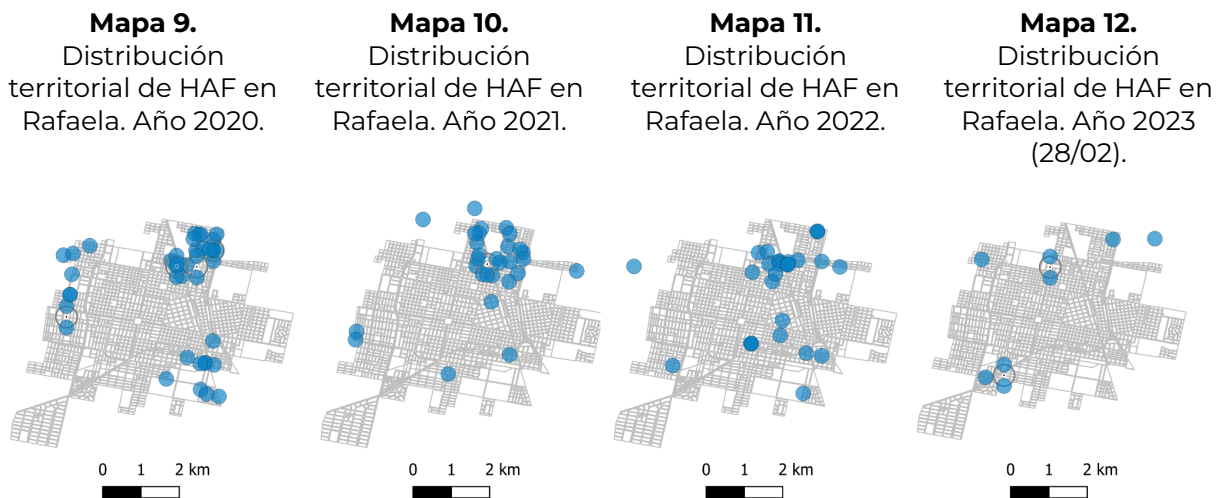 Mapa 9.
Distribución
territorial de HAF en
Rafaela. Año 2020.
Mapa 10.
Distribución
territorial de HAF en
Rafaela. Año 2021.
Mapa 11.
Distribución
territorial de HAF en
Rafaela. Año 2022.
Mapa 12.
Distribución
territorial de HAF en
Rafaela. Año 2023
(28/02).
0 1 2 km
0 1 2 km
0 1 2 km
0 1 2 km